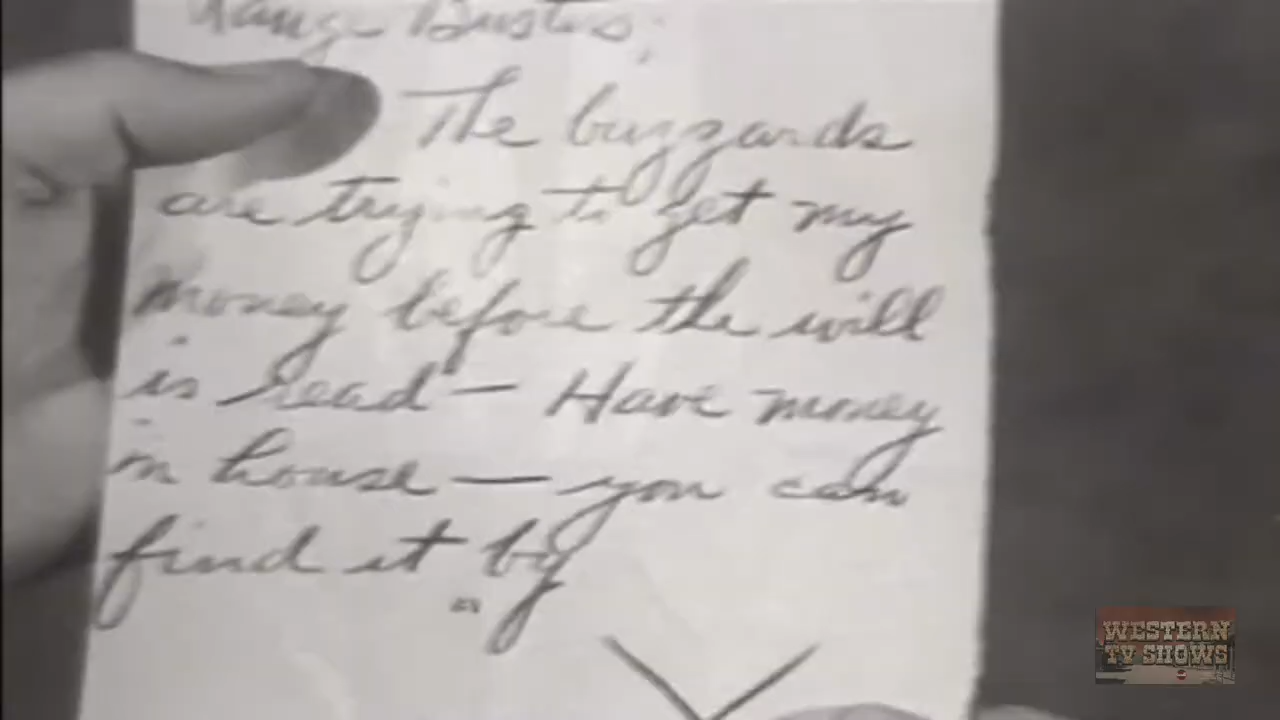 Range Busters;
The buzzards
are trying to get my
money before the will
is read — Have money
in house — you can
find it by
WESTERN
TV SHOWS